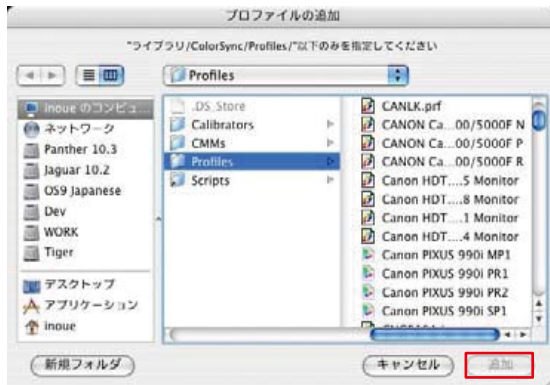 プロファイルの追加
"ライブラリ/ColorSync/Profiles/"以下のみを指定してください
Profiles
inoue のコンピュ...
ネットワーク
Panther 10.3
Jaguar 10.2
OS9 Japanese
Dev
WORK
Tiger
デスクトップ
アプリケーション
inoue
.DS_Store
Calibrators
CMMs
Profiles
Scripts
CANLK.prf
CANON Ca...00/5000F N
CANON Ca...00/5000F P
CANON Ca...00/5000F R
Canon HDT....5 Monitor
Canon HDT....8 Monitor
Canon HDT....1 Monitor
Canon HDT....4 Monitor
Canon PIXUS 990i MP1
Canon PIXUS 990i PR1
Canon PIXUS 990i PR2
Canon PIXUS 990i SP1
新規フォルダ
キャンセル
追加